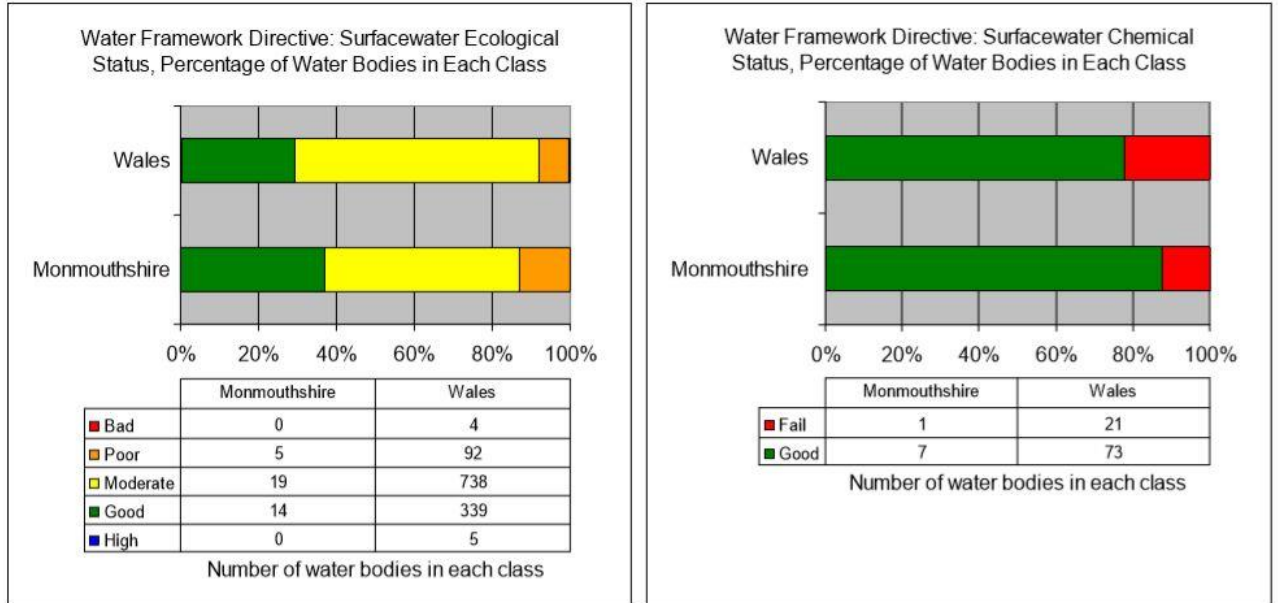 Water Framework Directive: Surfacewater Ecological
Status, Percentage of Water Bodies in Each Class
Wales
Monmouthshire
0% 20% 40% 60% 80% 100%
Monmouthshire Wales
Bad 0 4
Poor 5 92
Moderate 19 738
Good 14 339
High 0 5
Number of water bodies in each class
Water Framework Directive: Surfacewater Chemical
Status, Percentage of Water Bodies in Each Class
Wales
Monmouthshire
0% 20% 40% 60% 80% 100%
Monmouthshire Wales
Fail 1 21
Good 7 73
Number of water bodies in each class